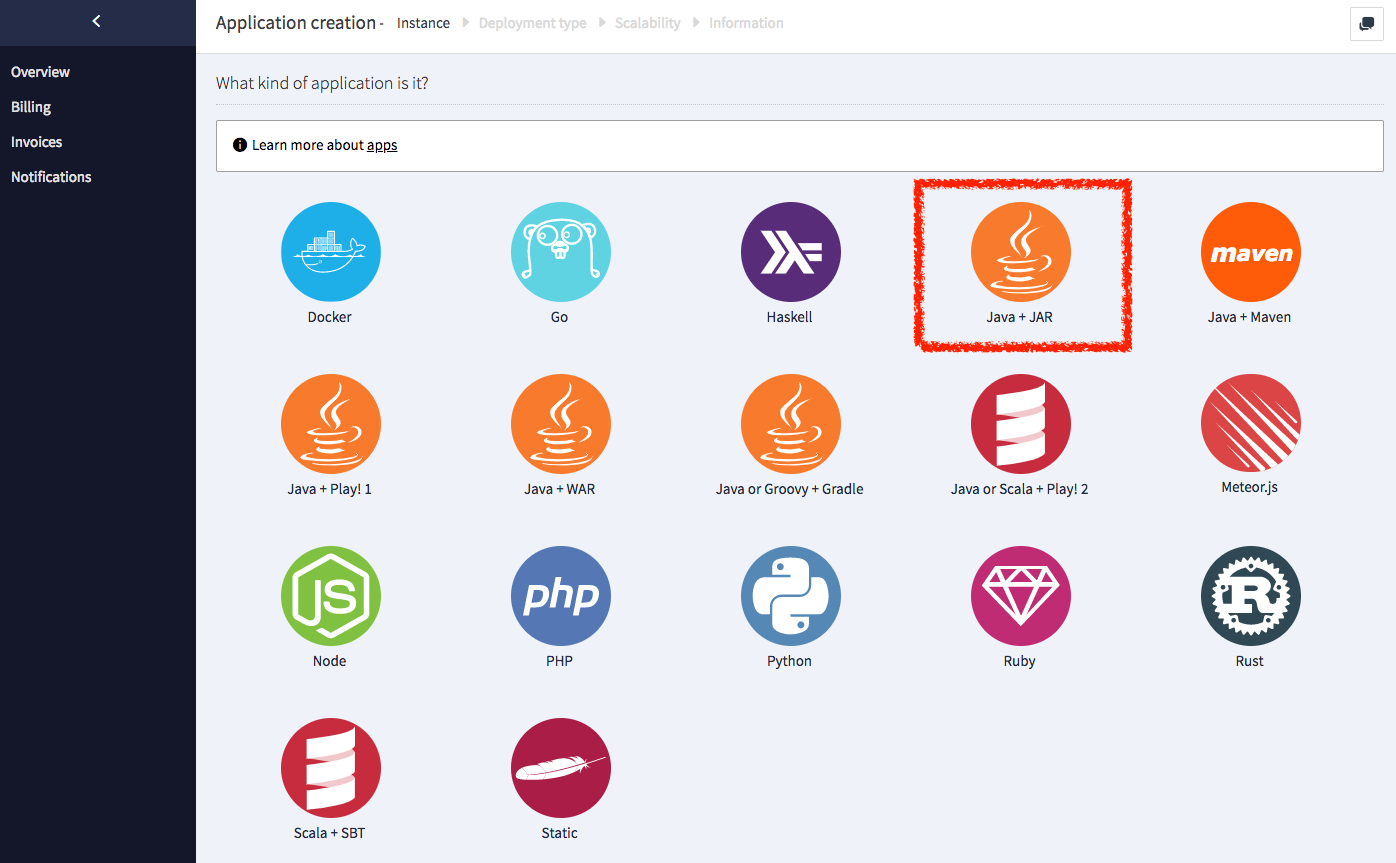 Application creation - Instance Deployment type Scalability Information
Overview
Billing
Invoices
Notifications
What kind of application is it?
Learn more about apps
maven
Docker Go Haskell Java + JAR Java + Maven
Java + Play! 1 Java + WAR Java or Groovy + Gradle Java or Scala + Play! 2 Meteor.js
JS php R
Node PHP Python Ruby Rust
Scala + SBT Static